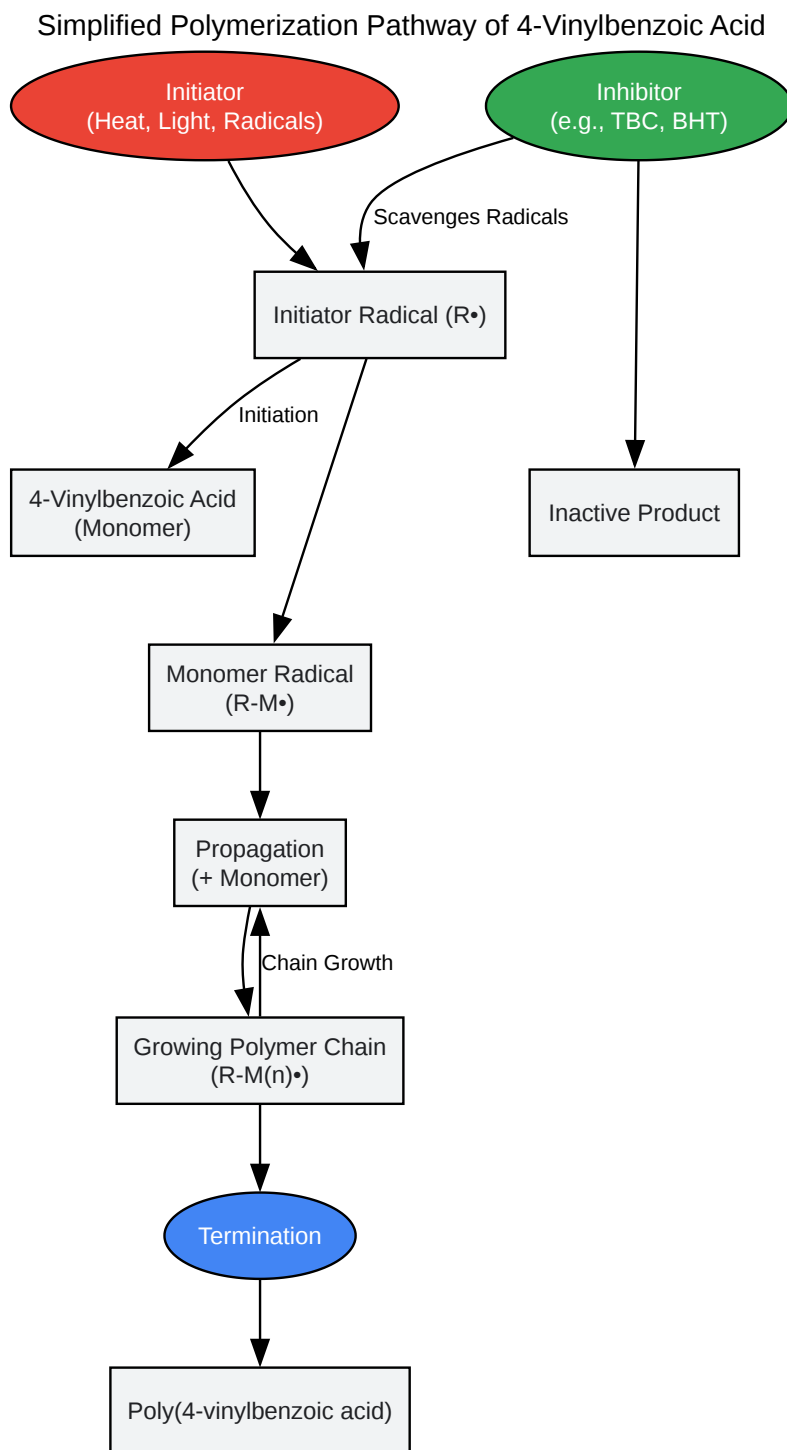 Simplified Polymerization Pathway of 4-Vinylbenzoic Acid
Initiator
(Heat, Light, Radicals)
Inhibitor
(e.g., TBC, BHT)
Scavenges Radicals
Initiator Radical (R•)
Initiation
4-Vinylbenzoic Acid
(Monomer)
Inactive Product
Monomer Radical
(R-M•)
Propagation
(+ Monomer)
Chain Growth
Growing Polymer Chain
(R-M(n)•)
Termination
Poly(4-vinylbenzoic acid)